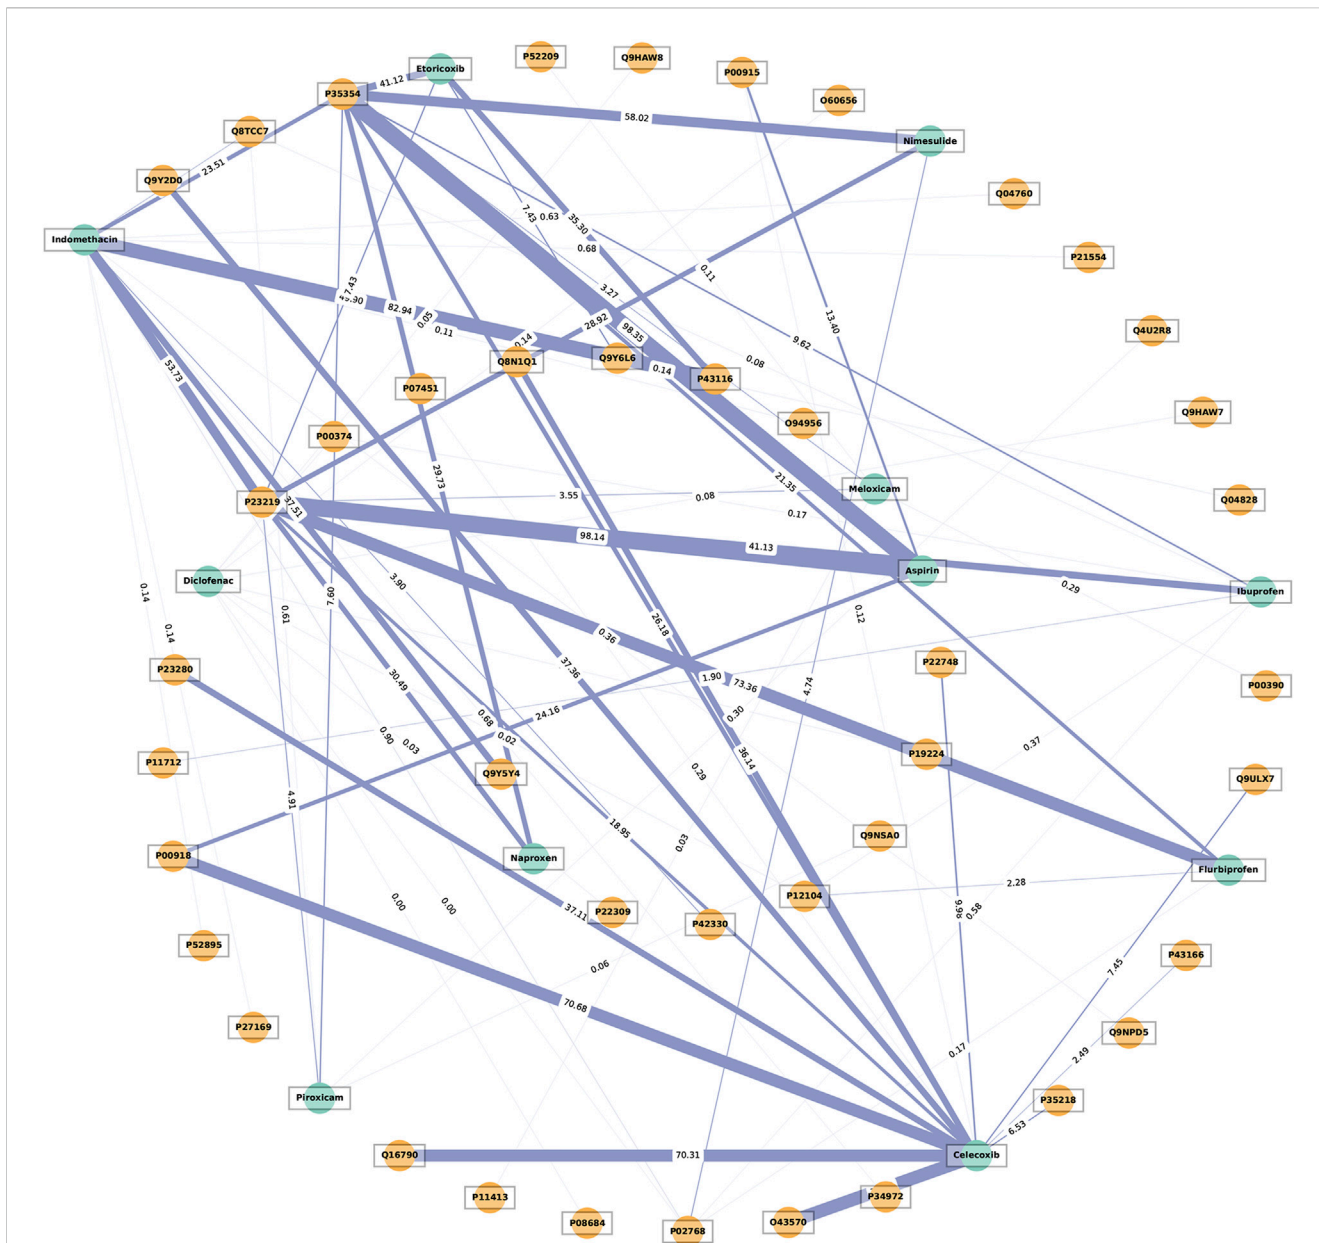 P52209
Q9HAW8
Etoricoxib
P00915
41.12
P35354
O60656
58.02
Q8TCC7
Nimesulide
23.51
Q9Y2D0
Q04760
7.43
0.63
35.30
Indomethacin
0.68
P21554
0.11
7.43
3.27
49.90
82.94
0.05
0.11
28.92
98.35
13.40
Q4U2R8
0.14
9.62
Q8N1Q1
Q9Y6L6
0.14
0.08
53.73
P43116
P07451
Q9HAW7
O94956
P00374
29.73
21.35
Meloxicam
P23219
37.51
3.55
0.08
0.17
Q04828
98.14
41.13
Aspirin
Diclofenac
3.90
0.29
Ibuprofen
0.14
7.60
0.61
0.12
0.14
26.18
0.36
P23280
30.49
37.36
1.90
73.36
4.74
P22748
P00390
0.68
24.16
0.30
0.90
0.03
0.02
0.37
P11712
Q9Y5Y4
0.29
36.14
P19224
Q9ULX7
4.91
18.95
0.03
Q9NSA0
P00918
Naproxen
Flurbiprofen
2.28
P12104
0.00
0.00
37.11
P22309
P42330
9.98
0.58
P52895
0.06
P43166
7.45
70.68
P27169
Q9NPD5
0.17
2.49
Piroxicam
P35218
6.53
Q16790
70.31
Celecoxib
P11413
P34972
P08684
P02768
O43570